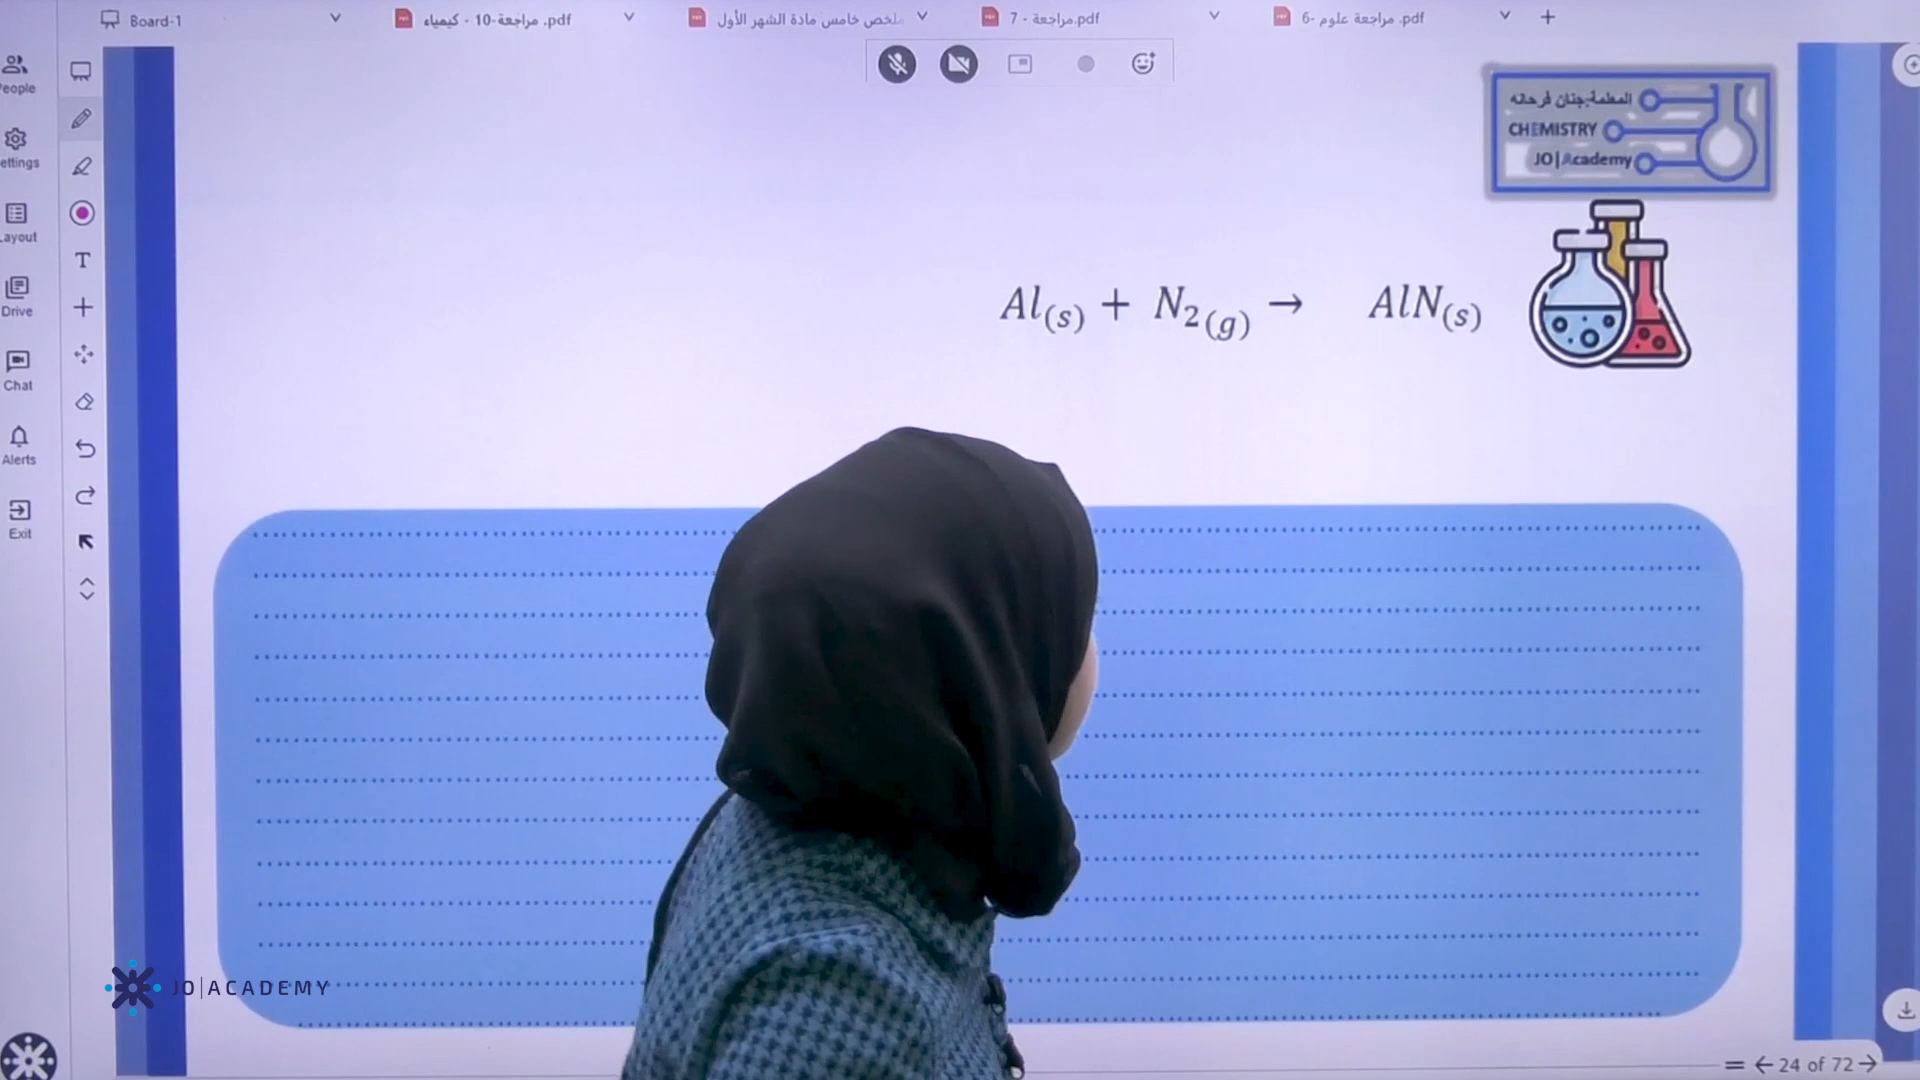 Board-1
مراجعة-10 - كيمياء .pdf
ملخص خامس مادة الشهر الأول
مراجعة - 7.pdf
مراجعة علوم -6 .pdf
المعلمة:جنان فرحانه
CHEMISTRY
JO|Academy
People
Settings
Layout
Drive
Chat
Alerts
Exit
T
Al(s) + N2(g) → AlN(s)
JO|ACADEMY
24 of 72